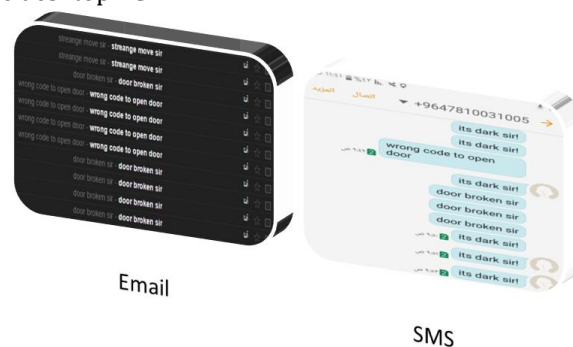 streange move sir - streange move sir
streange move sir - streange move sir
door broken sir - door broken sir
wrong code to open door - wrong code to open door
wrong code to open door - wrong code to open door
wrong code to open door - wrong code to open door
wrong code to open door - wrong code to open door
door broken sir - door broken sir
door broken sir - door broken sir
door broken sir - door broken sir
door broken sir - door broken sir
Email
المزيد اتصال +9647810031005
its dark sir!
its dark sir!
wrong code to open
door
its dark sir!
door broken sir
door broken sir
door broken sir
its dark sir!
its dark sir!
its dark sir!
SMS